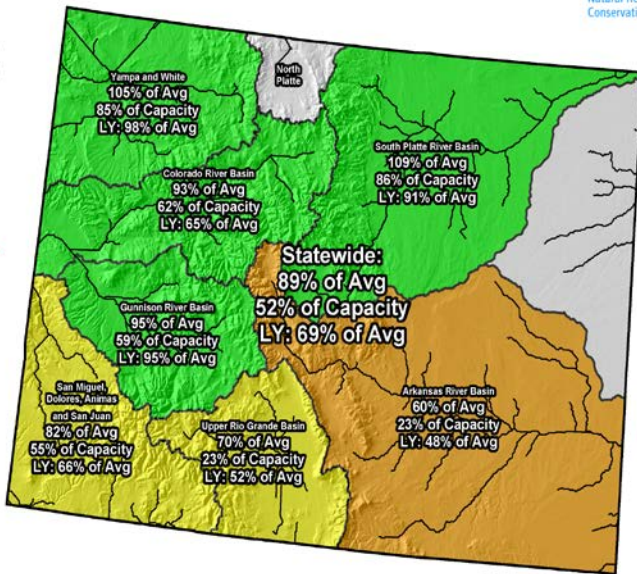 Conservati
North
Platte
Yampa and White
105% of Avg
85% of Capacity
LY: 98% of Avg
South Platte River Basin
109% of Avg
86% of Capacity
LY: 91% of Avg
Colorado River Basin
93% of Avg
62% of Capacity
LY: 65% of Avg
Statewide:
89% of Avg
52% of Capacity
LY: 69% of Avg
Gunnison River Basin
95% of Avg
59% of Capacity
LY: 95% of Avg
San Miguel,
Dolores, Animas
and San Juan
82% of Avg
55% of Capacity
LY: 66% of Avg
Upper Rio Grande Basin
70% of Avg
23% of Capacity
LY: 52% of Avg
Arkansas River Basin
60% of Avg
23% of Capacity
LY: 48% of Avg